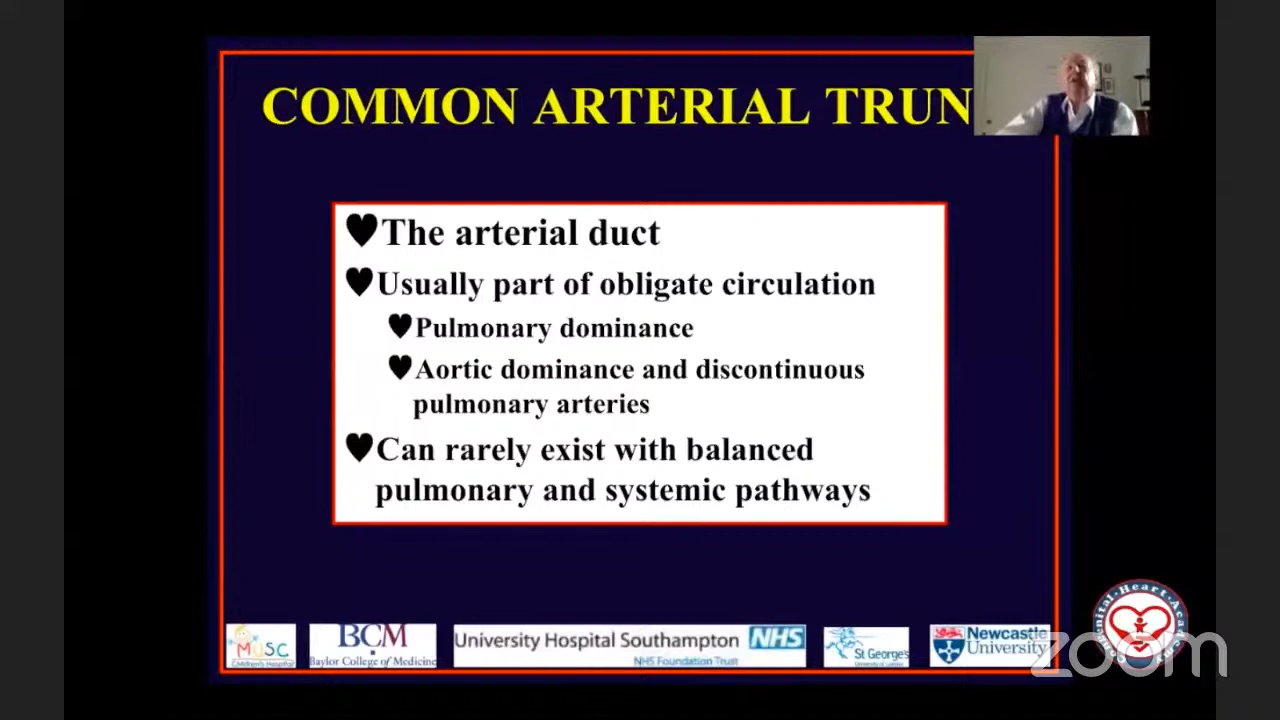 COMMON ARTERIAL TRUN
♥The arterial duct
♥Usually part of obligate circulation
♥Pulmonary dominance
♥Aortic dominance and discontinuous
pulmonary arteries
♥Can rarely exist with balanced
pulmonary and systemic pathways
MUSC
Children's Hospital
BCM
Baylor College of Medicine
University Hospital Southampton NHS
NHS Foundation Trust
St George's
University of London
Newcastle
University
zoom